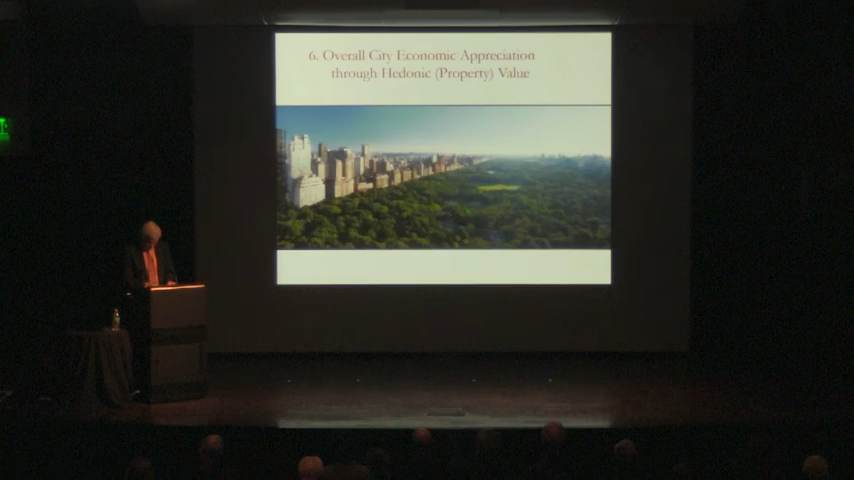 6. Overall City Economic Appreciation
through Hedonic (Property) Value